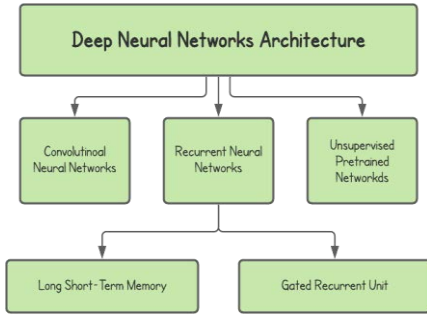 Deep Neural Networks Architecture
Convolutinoal
Neural Networks
Recurrent Neural
Networks
Unsupervised
Pretrained
Networkds
Long Short-Term Memory
Gated Recurrent Unit